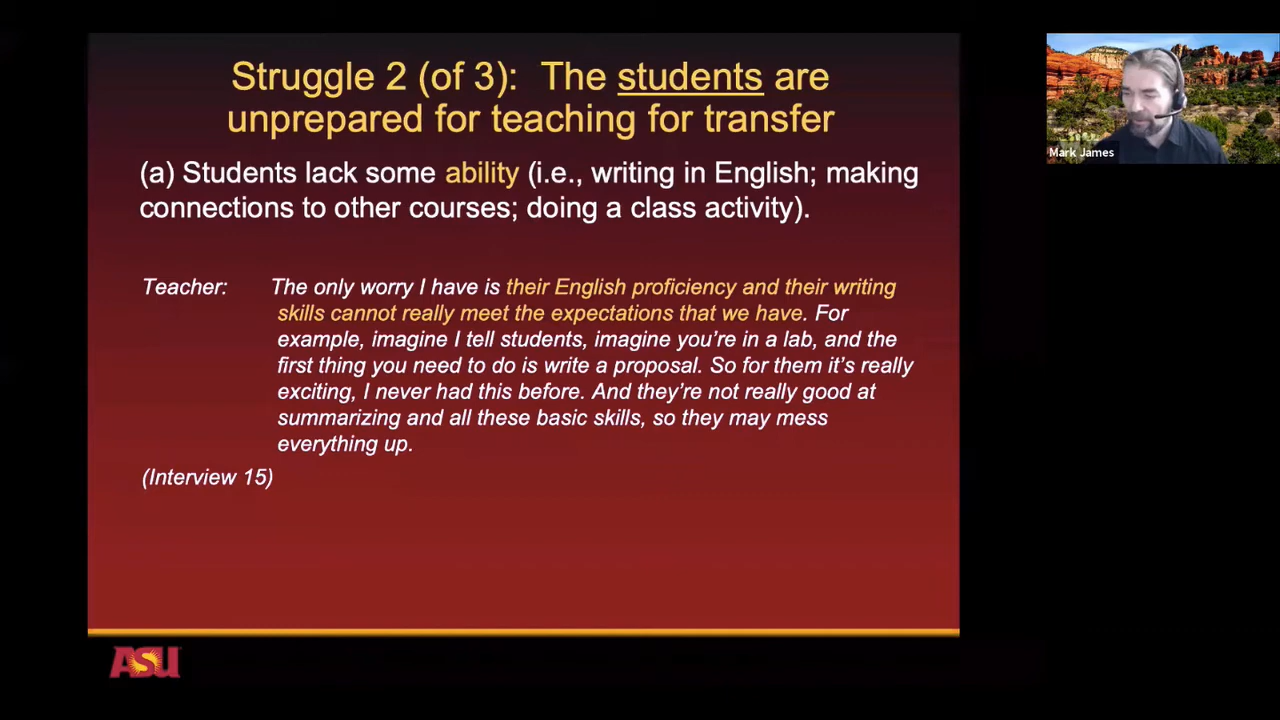 Struggle 2 (of 3): The students are
unprepared for teaching for transfer
(a) Students lack some ability (i.e., writing in English; making
connections to other courses; doing a class activity).
Teacher: The only worry I have is their English proficiency and their writing
skills cannot really meet the expectations that we have. For
example, imagine I tell students, imagine you're in a lab, and the
first thing you need to do is write a proposal. So for them it's really
exciting, I never had this before. And they're not really good at
summarizing and all these basic skills, so they may mess
everything up.
(Interview 15)
ASU
Mark James